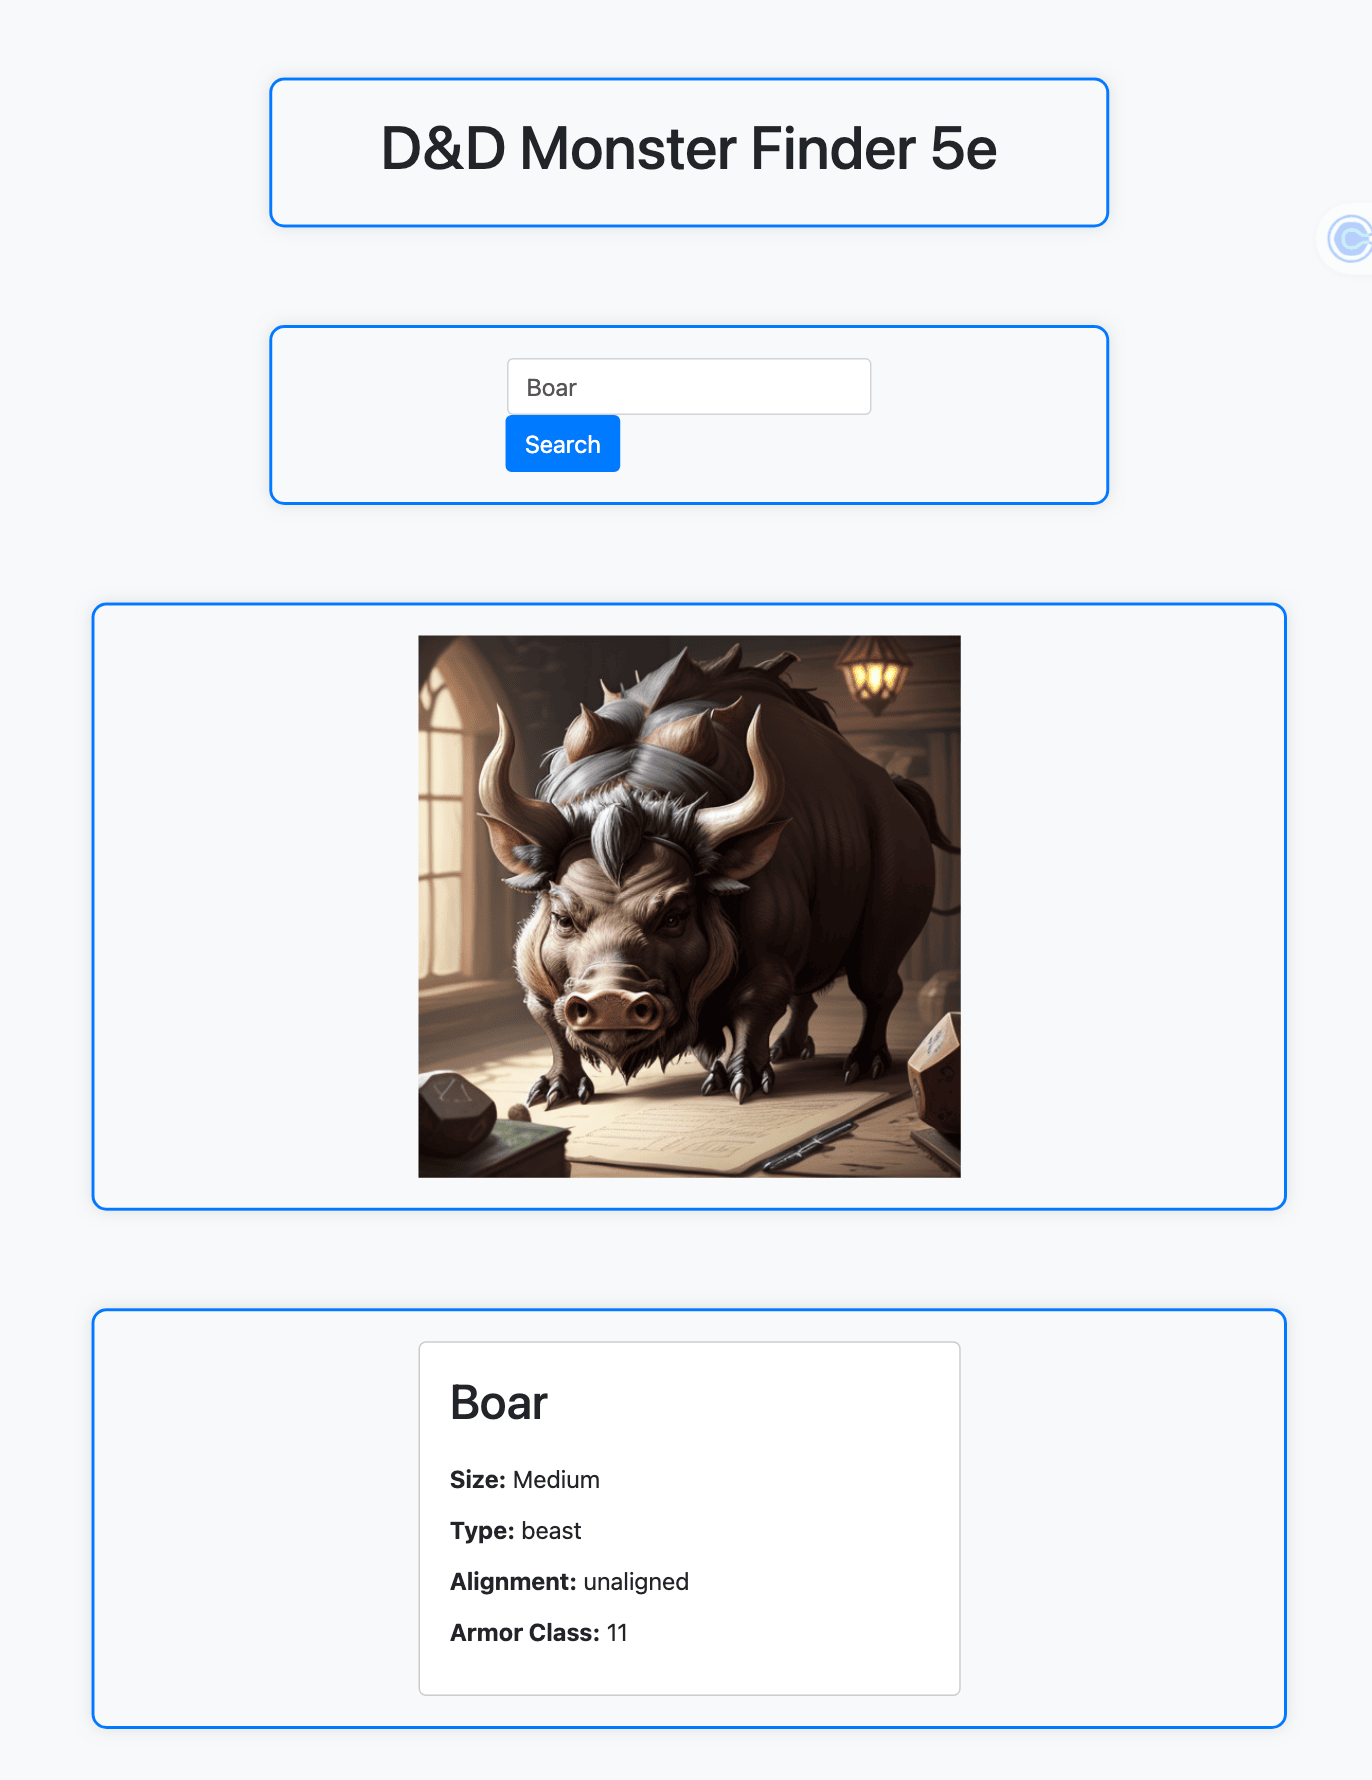 D&D Monster Finder 5e
Boar
Search
Boar
Size: Medium
Type: beast
Alignment: unaligned
Armor Class: 11